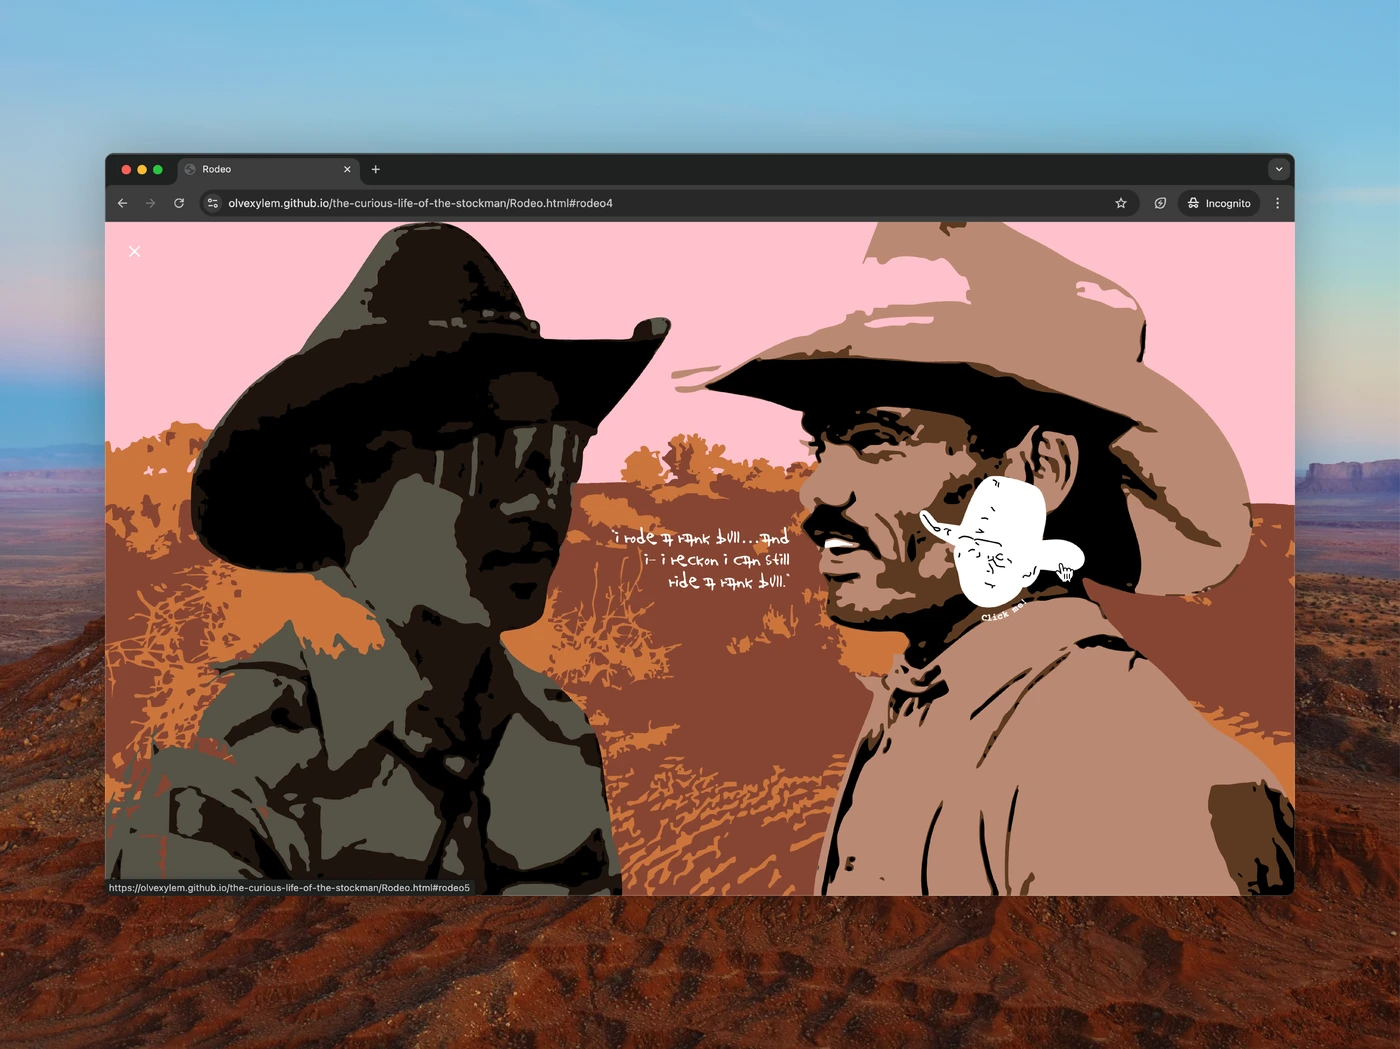 Rodeo
olvexylem.github.io/the-curious-life-of-the-stockman/Rodeo.html#rodeo4
Incognito
"i rode a rank bull...and
i- i reckon i can still
ride a rank bull."
Click me!
https://olvexylem.github.io/the-curious-life-of-the-stockman/Rodeo.html#rodeo5